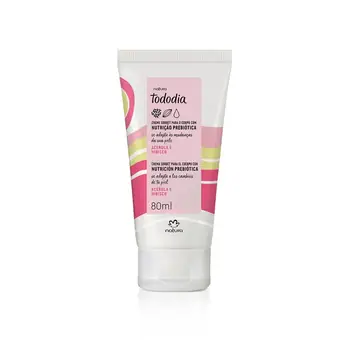 natura
tododia
CREME SORBET PARA O CORPO COM
NUTRIÇÃO PREBIÓTICA
se adapta às mudanças
da sua pele
ACEROLA E
HIBISCO
CREMA SORBET PARA EL CUERPO CON
NUTRICIÓN PREBIÓTICA
se adapta a los cambios
de tu piel
ACEROLA E
HIBISCO
80ml
natura